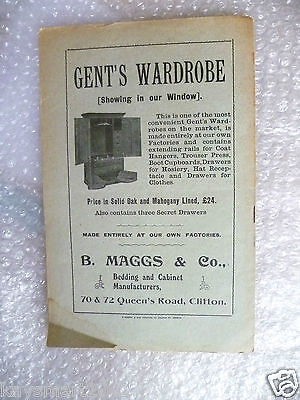 GENT'S WARDROBE
[Showing in our Window].
This is one of the most
convenient Gent's Ward-
robes on the market, is
made entirely at our own
Factories and contains
extending rails for Coat
Hangers, Trouser Press,
Boot Cupboards, Drawers
for Hosiery, Hat Recep-
tacle and Drawers for
Clothes.
Price in Solid Oak and Mahogany Lined, £24.
Also contains three Secret Drawers
MADE ENTIRELY AT OUR OWN FACTORIES.
B. MAGGS & Co.,
Bedding and Cabinet
Manufacturers,
70 & 72 Queen's Road, Clifton.